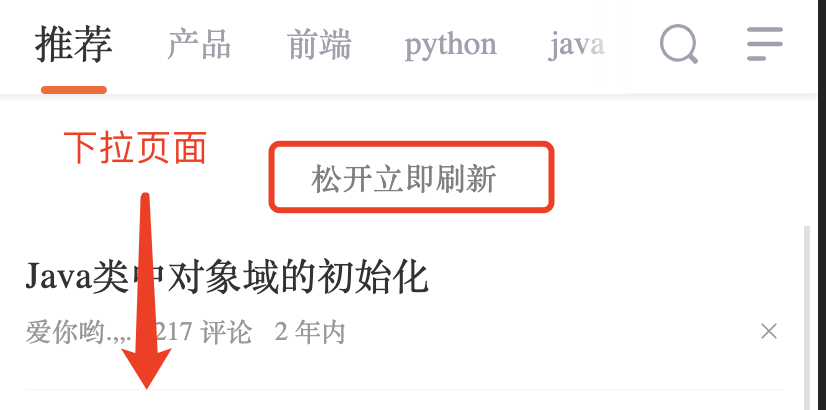 推荐 产品 前端 python java
下拉页面
松开立即刷新
Java类中对象域的初始化
爱你哟.,,. 217 评论 2 年内